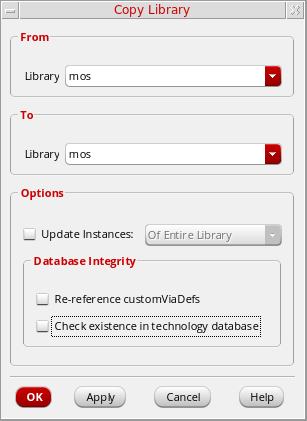 Copy Library
From
Library mos
To
Library mos
Options
Update Instances: Of Entire Library
Database Integrity
Re-reference customViaDefs
Check existence in technology database
OK Apply Cancel Help